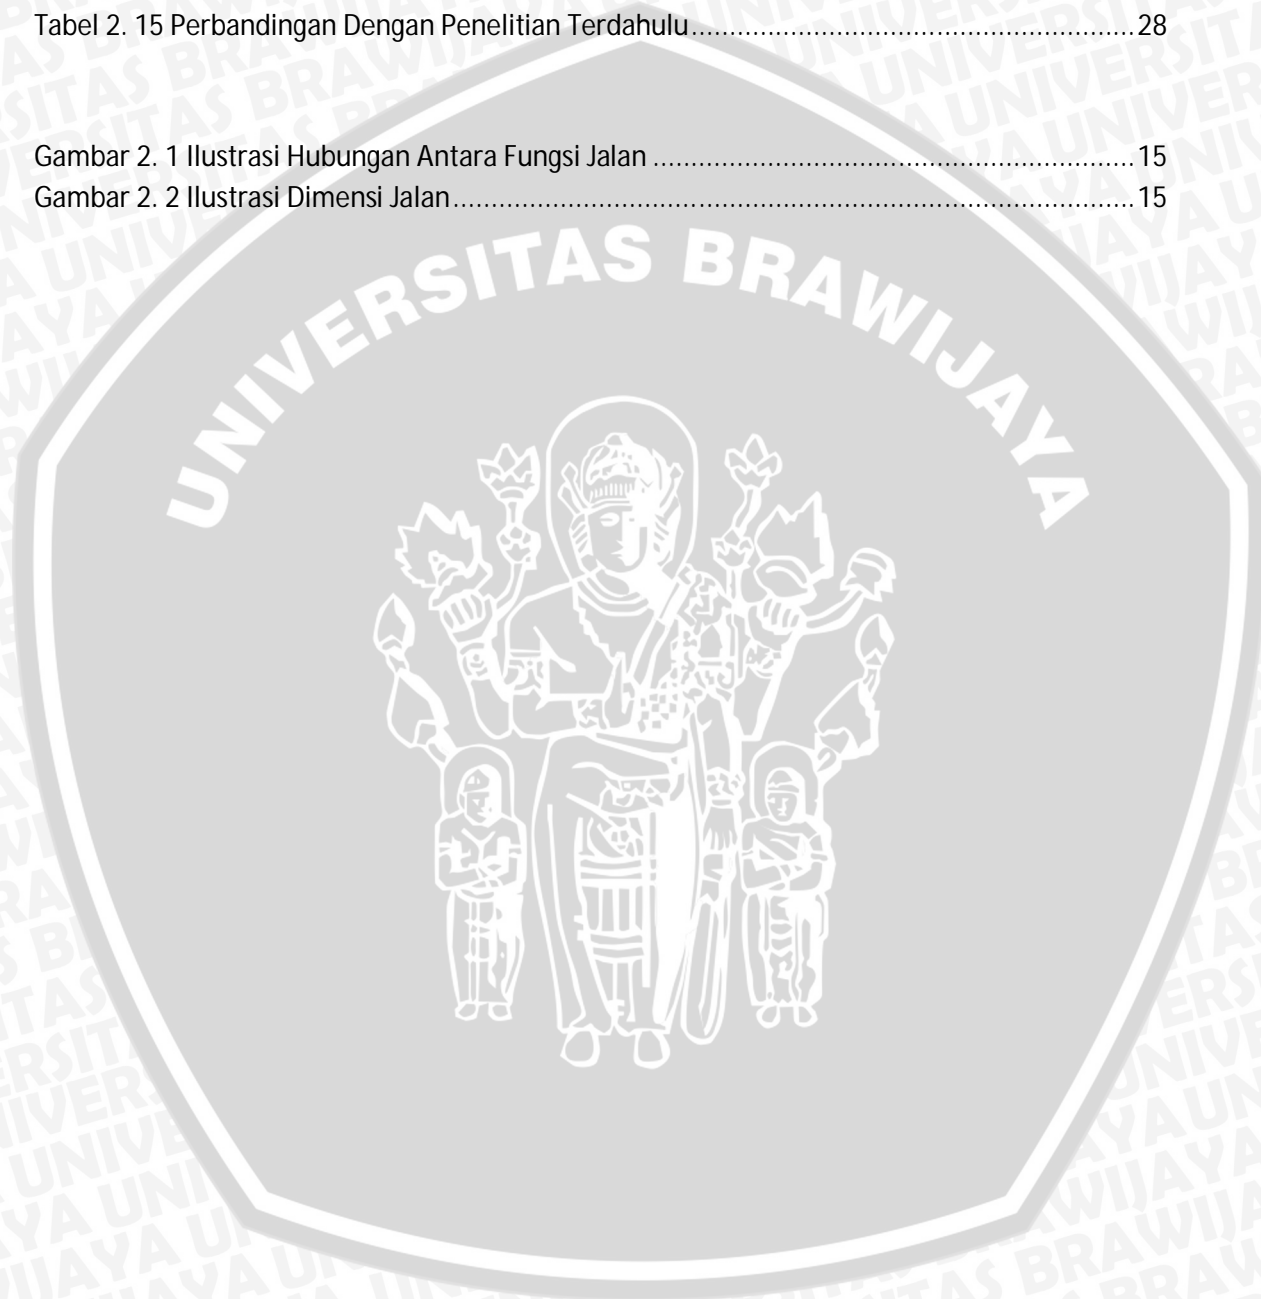 Tabel 2. 15 Perbandingan Dengan Penelitian Terdahulu......................................................... 28
Gambar 2. 1 Ilustrasi Hubungan Antara Fungsi Jalan .............................................................. 15
Gambar 2. 2 Ilustrasi Dimensi Jalan........................................................................................ 15
UNIVERSITAS BRAWIJAYA